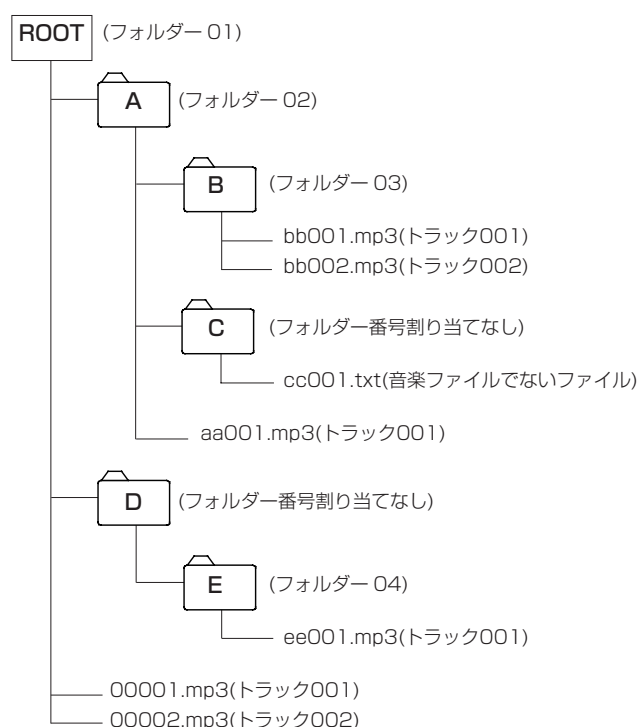 ROOT (フォルダー 01)
A (フォルダー 02)
B (フォルダー 03)
bb001.mp3(トラック001)
bb002.mp3(トラック002)
C (フォルダー番号割り当てなし)
cc001.txt(音楽ファイルでないファイル)
aa001.mp3(トラック001)
D (フォルダー番号割り当てなし)
E (フォルダー 04)
ee001.mp3(トラック001)
00001.mp3(トラック001)
00002.mp3(トラック002)